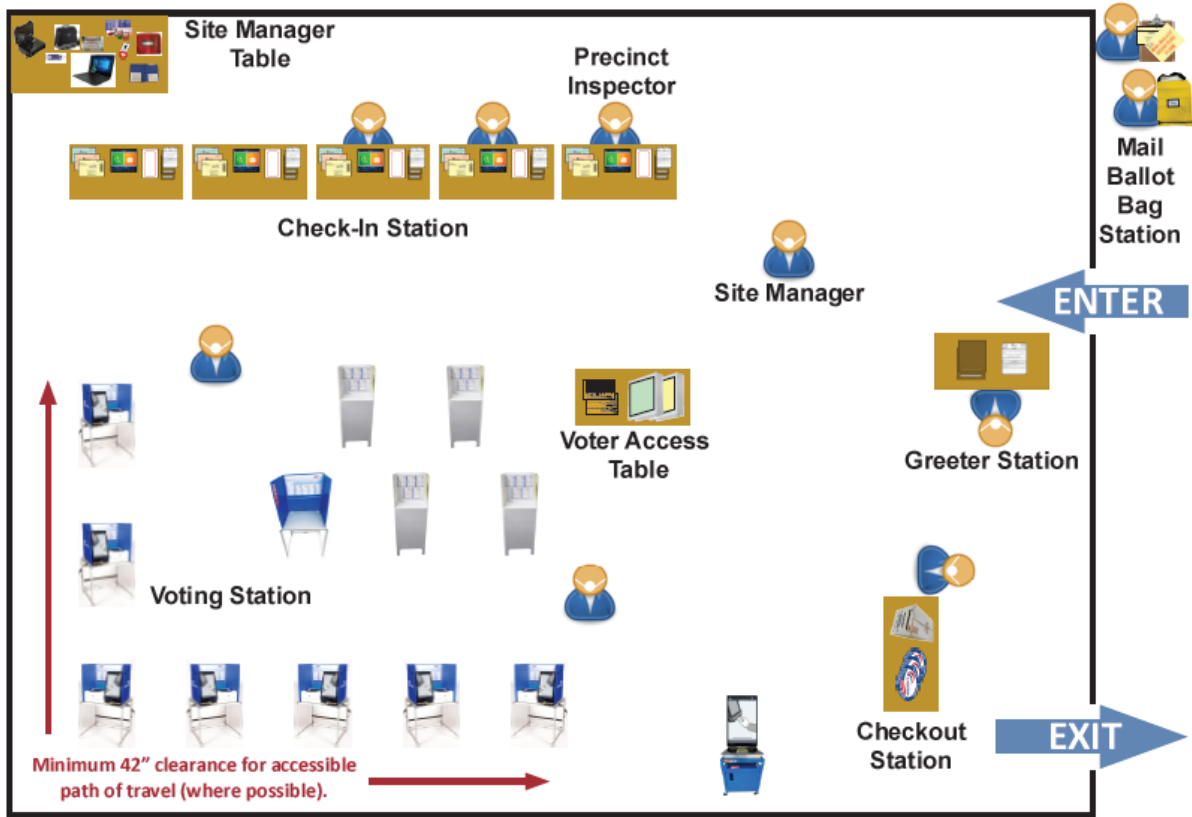 Site Manager
Table
Precinct
Inspector
Check-In Station
Mail
Ballot
Bag
Station
Site Manager
ENTER
Voter Access
Table
Greeter Station
Voting Station
Checkout
Station
EXIT
Minimum 42” clearance for accessible
path of travel (where possible).